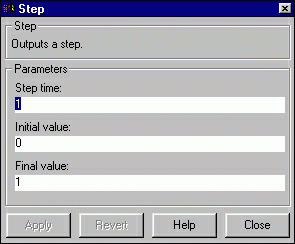 Step
Step
Outputs a step.
Parameters
Step time:
1
Initial value:
0
Final value:
1
Apply
Revert
Help
Close